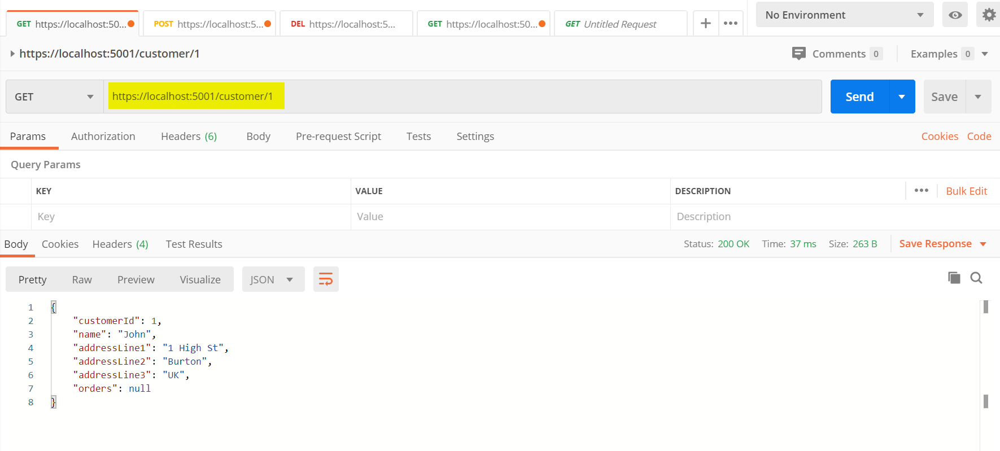 GET https://localhost:50... POST https://localhost:5... DEL https://localhost:5... GET https://localhost:50... GET Untitled Request + ••• No Environment
https://localhost:5001/customer/1 Comments 0 Examples 0
GET https://localhost:5001/customer/1 Send Save
Params Authorization Headers (6) Body Pre-request Script Tests Settings Cookies Code
Query Params
KEY VALUE DESCRIPTION ••• Bulk Edit
Key Value Description
Body Cookies Headers (4) Test Results Status: 200 OK Time: 37 ms Size: 263 B Save Response
Pretty Raw Preview Visualize JSON
1 {
2 "customerId": 1,
3 "name": "John",
4 "addressLine1": "1 High St",
5 "addressLine2": "Burton",
6 "addressLine3": "UK",
7 "orders": null
8 }